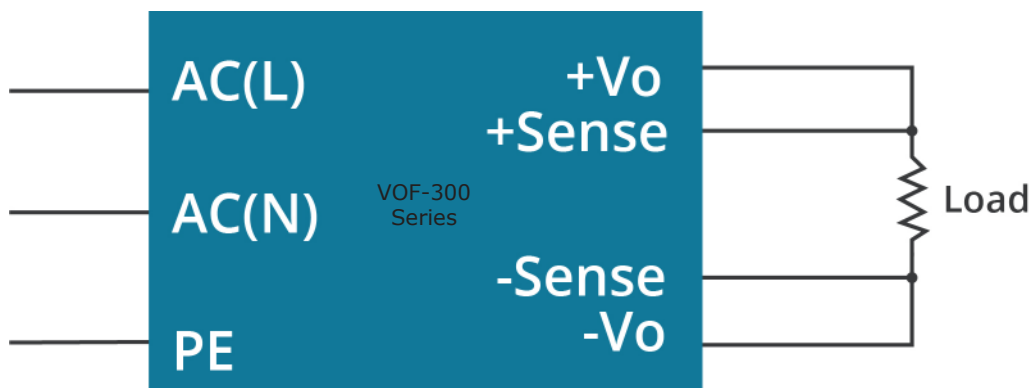 AC(L)
+Vo
+Sense
AC(N)
VOF-300
Series
Load
-Sense
-Vo
PE